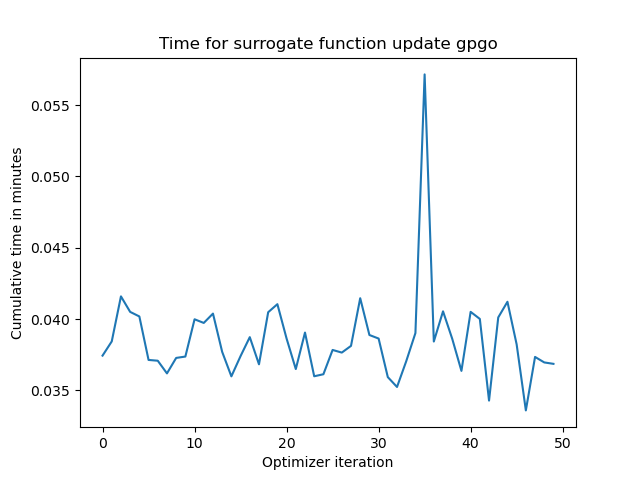 Time for surrogate function update gpgo
Cumulative time in minutes
0.055
0.050
0.045
0.040
0.035
0 10 20 30 40 50
Optimizer iteration